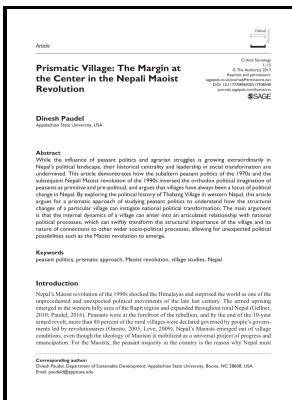 Critical
Sociology
Article
Prismatic Village: The Margin at
the Center in the Nepali Maoist
Revolution
Critical Sociology
1–15
© The Author(s) 2017
Reprints and permissions:
sagepub.co.uk/journalsPermissions.nav
journals.sagepub.com/home/crs
SAGE
Dinesh Paudel
Appalachian State University, USA
Abstract
While the influence of peasant politics and agrarian struggles is growing extraordinarily in
Nepal's political landscape, their historical centrality and leadership in social transformation are
undermined. This article demonstrates how the subaltern peasant politics of the 1970s and the
subsequent Nepali Maoist revolution of the 1990s inversed the orthodox imagination of
peasants as primitive and pre-political, and argues that villages have always been a locus of political
change in Nepal. By exploring the political history of Thabang Village in western Nepal, this article
argues for a prismatic approach of studying peasant politics to understand how the structural
changes of a particular village can instigate national political transformation. The main argument
is that the internal dynamics of a village can enter into an articulated relationship with national
political processes, which can swiftly transform the structural importance of the village and its
nature of connections to other wider socio-political processes, allowing for unexpected political
possibilities such as the Maoist revolution to emerge.
Keywords
peasant politics, prismatic approach, Maoist revolution, village studies, Nepal
Introduction
Nepal's Maoist revolution of the 1990s shocked the Himalayas and surprised the world as one of the
unprecedented and unexpected political movements of the late last century. The armed uprising
emerged in the western hilly area of the Rapti region and expanded throughout rural Nepal (Gellner,
2010; Paudel, 2016). Peasants were at the forefront of the rebellion, and by the end of the 10-year
armed revolt, more than 80 percent of the rural villages were declared governed by people's govern-
ments led by revolutionaries (Onesto, 2005; Leve, 2009). Nepal's Maoists emerged out of village
conditions, even though the ideology of Maoism is mobilized as a universal project of progress and
emancipation. For the Maoists, the peasant majority in the country is the reason why Nepal must
Corresponding author:
Dinesh Paudel, Department of Sustainable Development, Appalachian State University, Boone, NC 28608, USA.
Email: paudeld@appstate.edu